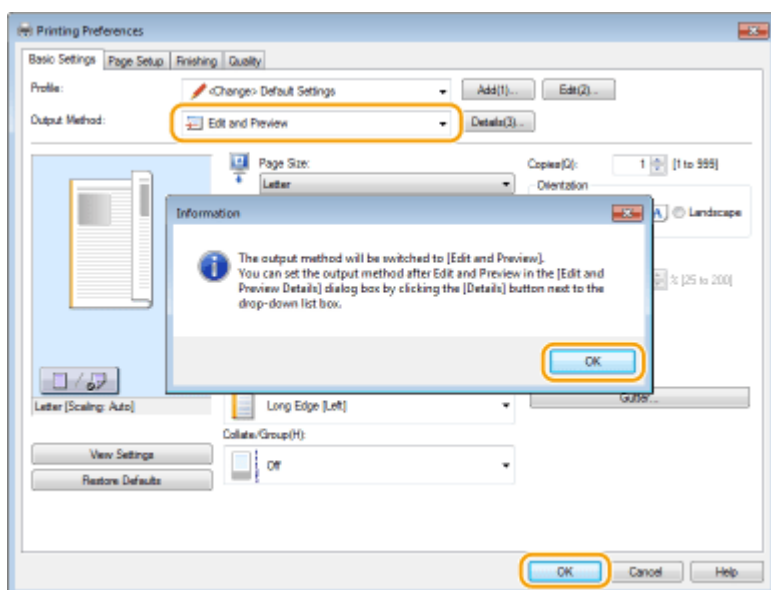 Printing Preferences
Basic Settings Page Setup Finishing Quality
Profile: <Change> Default Settings Add(1)... Edit(2)...
Output Method: Edit and Preview Details(3)...
Page Size:
Letter
Copies(Q): 1 [1 to 999]
Orientation
A Landscape
Information
The output method will be switched to [Edit and Preview].
You can set the output method after Edit and Preview in the [Edit and
Preview Details] dialog box by clicking the [Details] button next to the
drop-down list box.
% [25 to 200]
OK
Letter [Scaling: Auto]
Long Edge [Left]
Gutter...
Collate/Group(H):
Off
View Settings
Restore Defaults
OK Cancel Help